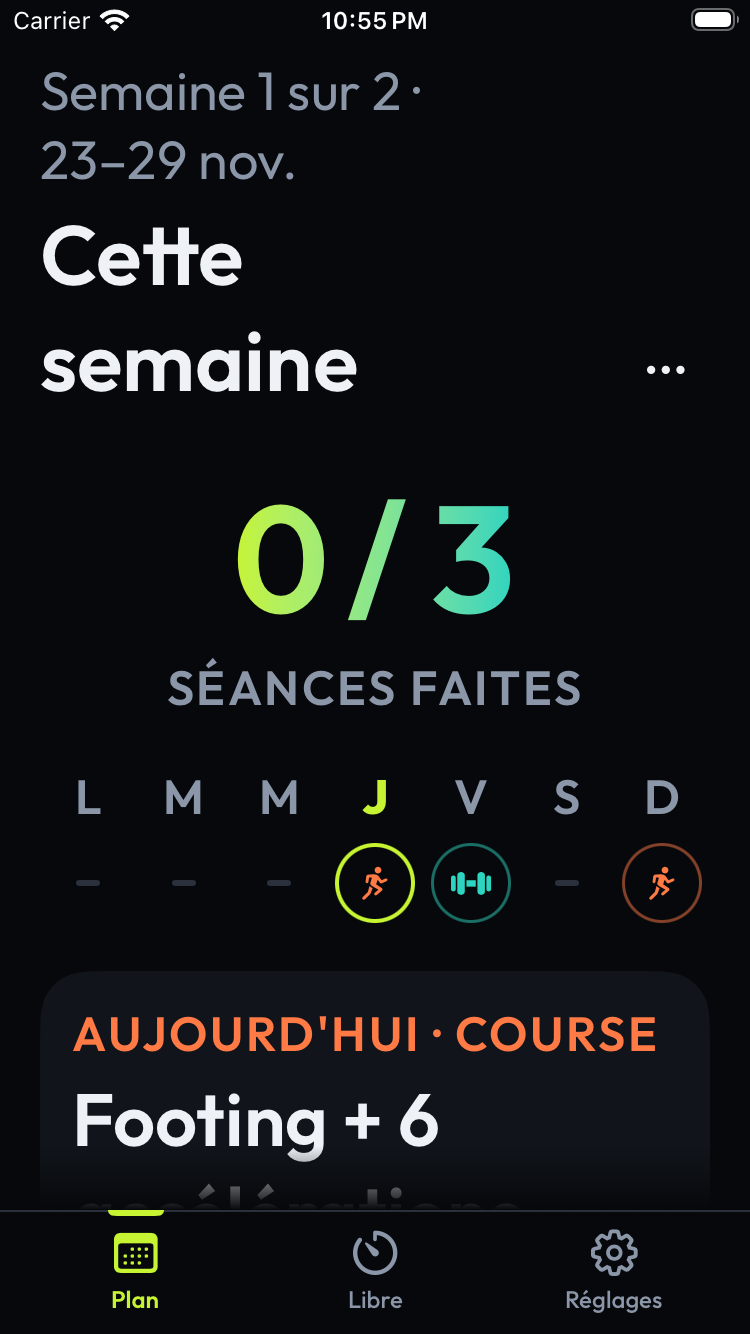 Carrier 10:55 PM
Semaine 1 sur 2 ·
23–29 nov.
Cette
semaine
...
0/3
SÉANCES FAITES
L M M J V S D
– – – –
AUJOURD'HUI · COURSE
Footing + 6
accélérations
Plan Libre Réglages